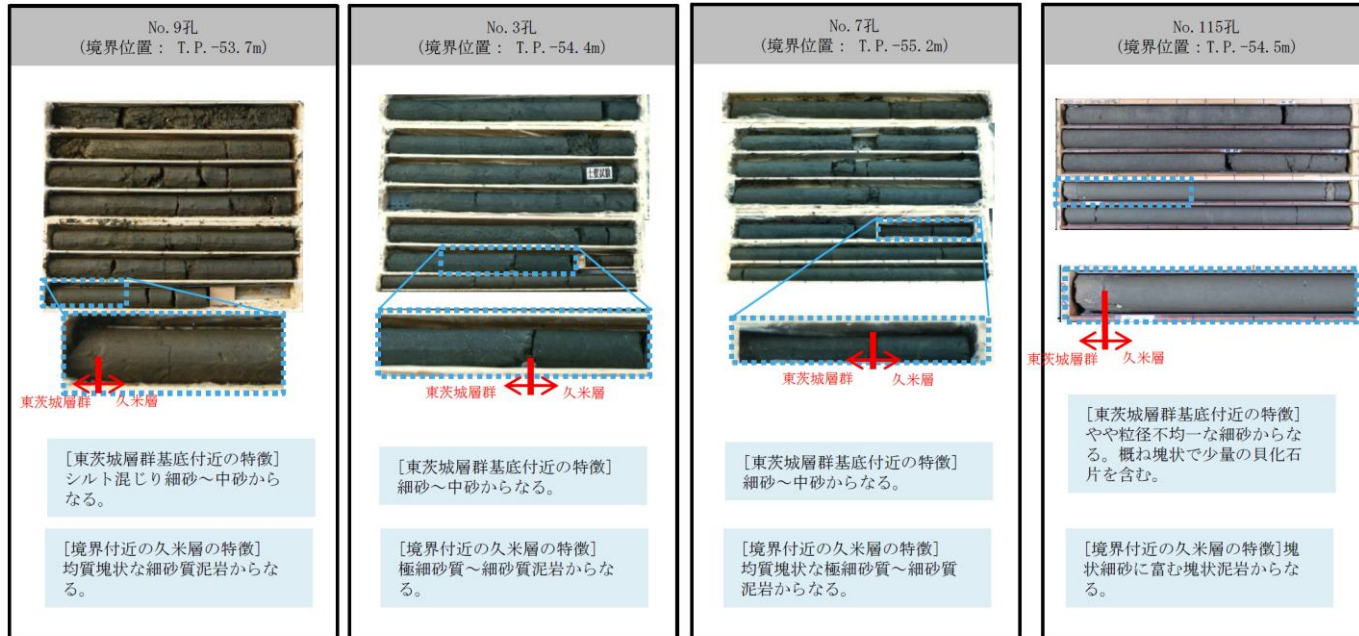 No.9孔
(境界位置： T.P.-53.7m)
東茨城層群
久米層
[東茨城層群基底付近の特徴]
シルト混じり細砂～中砂から
なる。
[境界付近の久米層の特徴]
均質塊状な細砂質泥岩からな
る。
No.3孔
(境界位置： T.P.-54.4m)
土質試験
東茨城層群
久米層
[東茨城層群基底付近の特徴]
細砂～中砂からなる。
[境界付近の久米層の特徴]
極細砂質～細砂質泥岩からな
る。
No.7孔
(境界位置： T.P.-55.2m)
東茨城層群
久米層
[東茨城層群基底付近の特徴]
細砂～中砂からなる。
[境界付近の久米層の特徴]
均質塊状な極細砂質～細砂質
泥岩からなる。
No.115孔
(境界位置：T.P.-54.5m)
東茨城層群
久米層
[東茨城層群基底付近の特徴]
やや粒径不均一な細砂からな
る。概ね塊状で少量の貝化石
片を含む。
[境界付近の久米層の特徴]塊
状細砂に富む塊状泥岩からな
る。